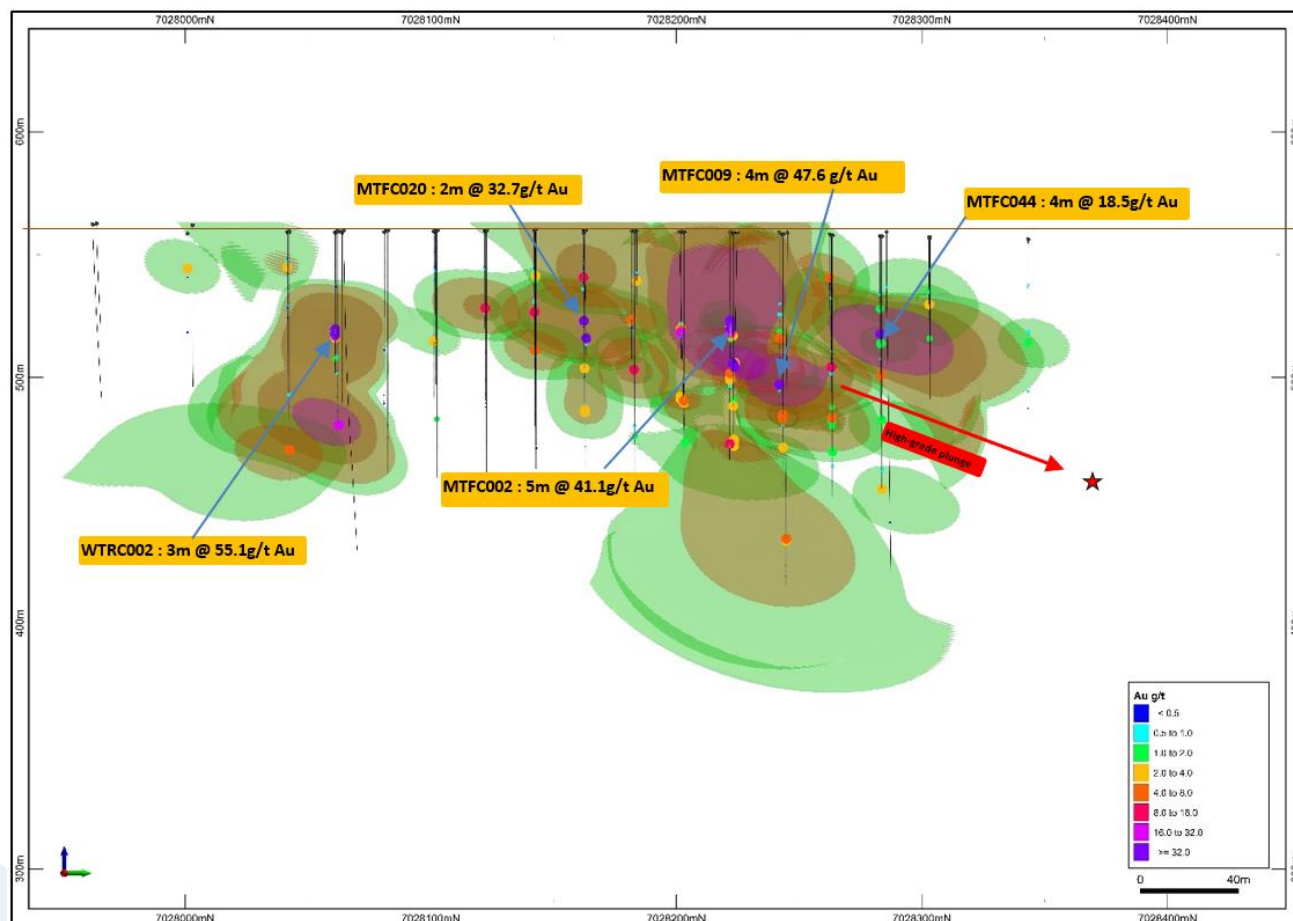 7028000mN 7028100mN 7028200mN 7028300mN 7028400mN
600m
MTFC009 : 4m @ 47.6 g/t Au
MTFC020 : 2m @ 32.7g/t Au
MTFC044 : 4m @ 18.5g/t Au
500m
High-grade plunge
MTFC002 : 5m @ 41.1g/t Au
WTRC002 : 3m @ 55.1g/t Au
400m
Au g/t
< 0.5
0.5 to 1.0
1.0 to 2.0
2.0 to 4.0
4.0 to 8.0
8.0 to 16.0
16.0 to 32.0
>= 32.0
300m
0 40m
7028000mN 7028100mN 7028200mN 7028300mN 7028400mN